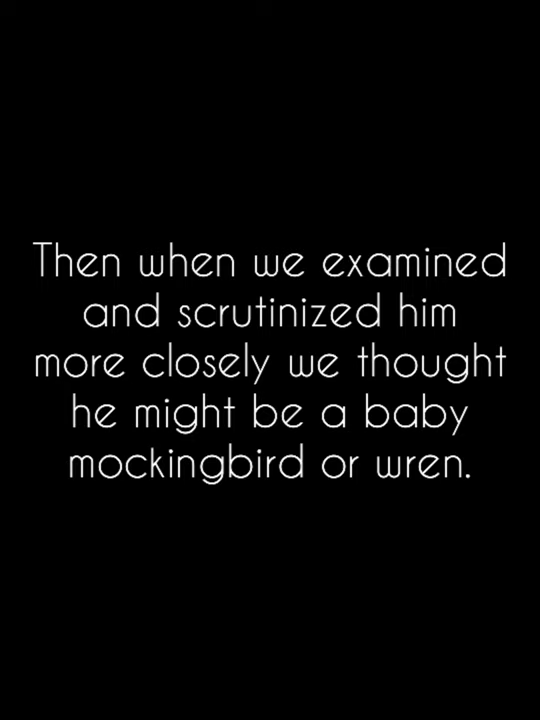 Then when we examined
and scrutinized him
more closely we thought
he might be a baby
mockingbird or wren.